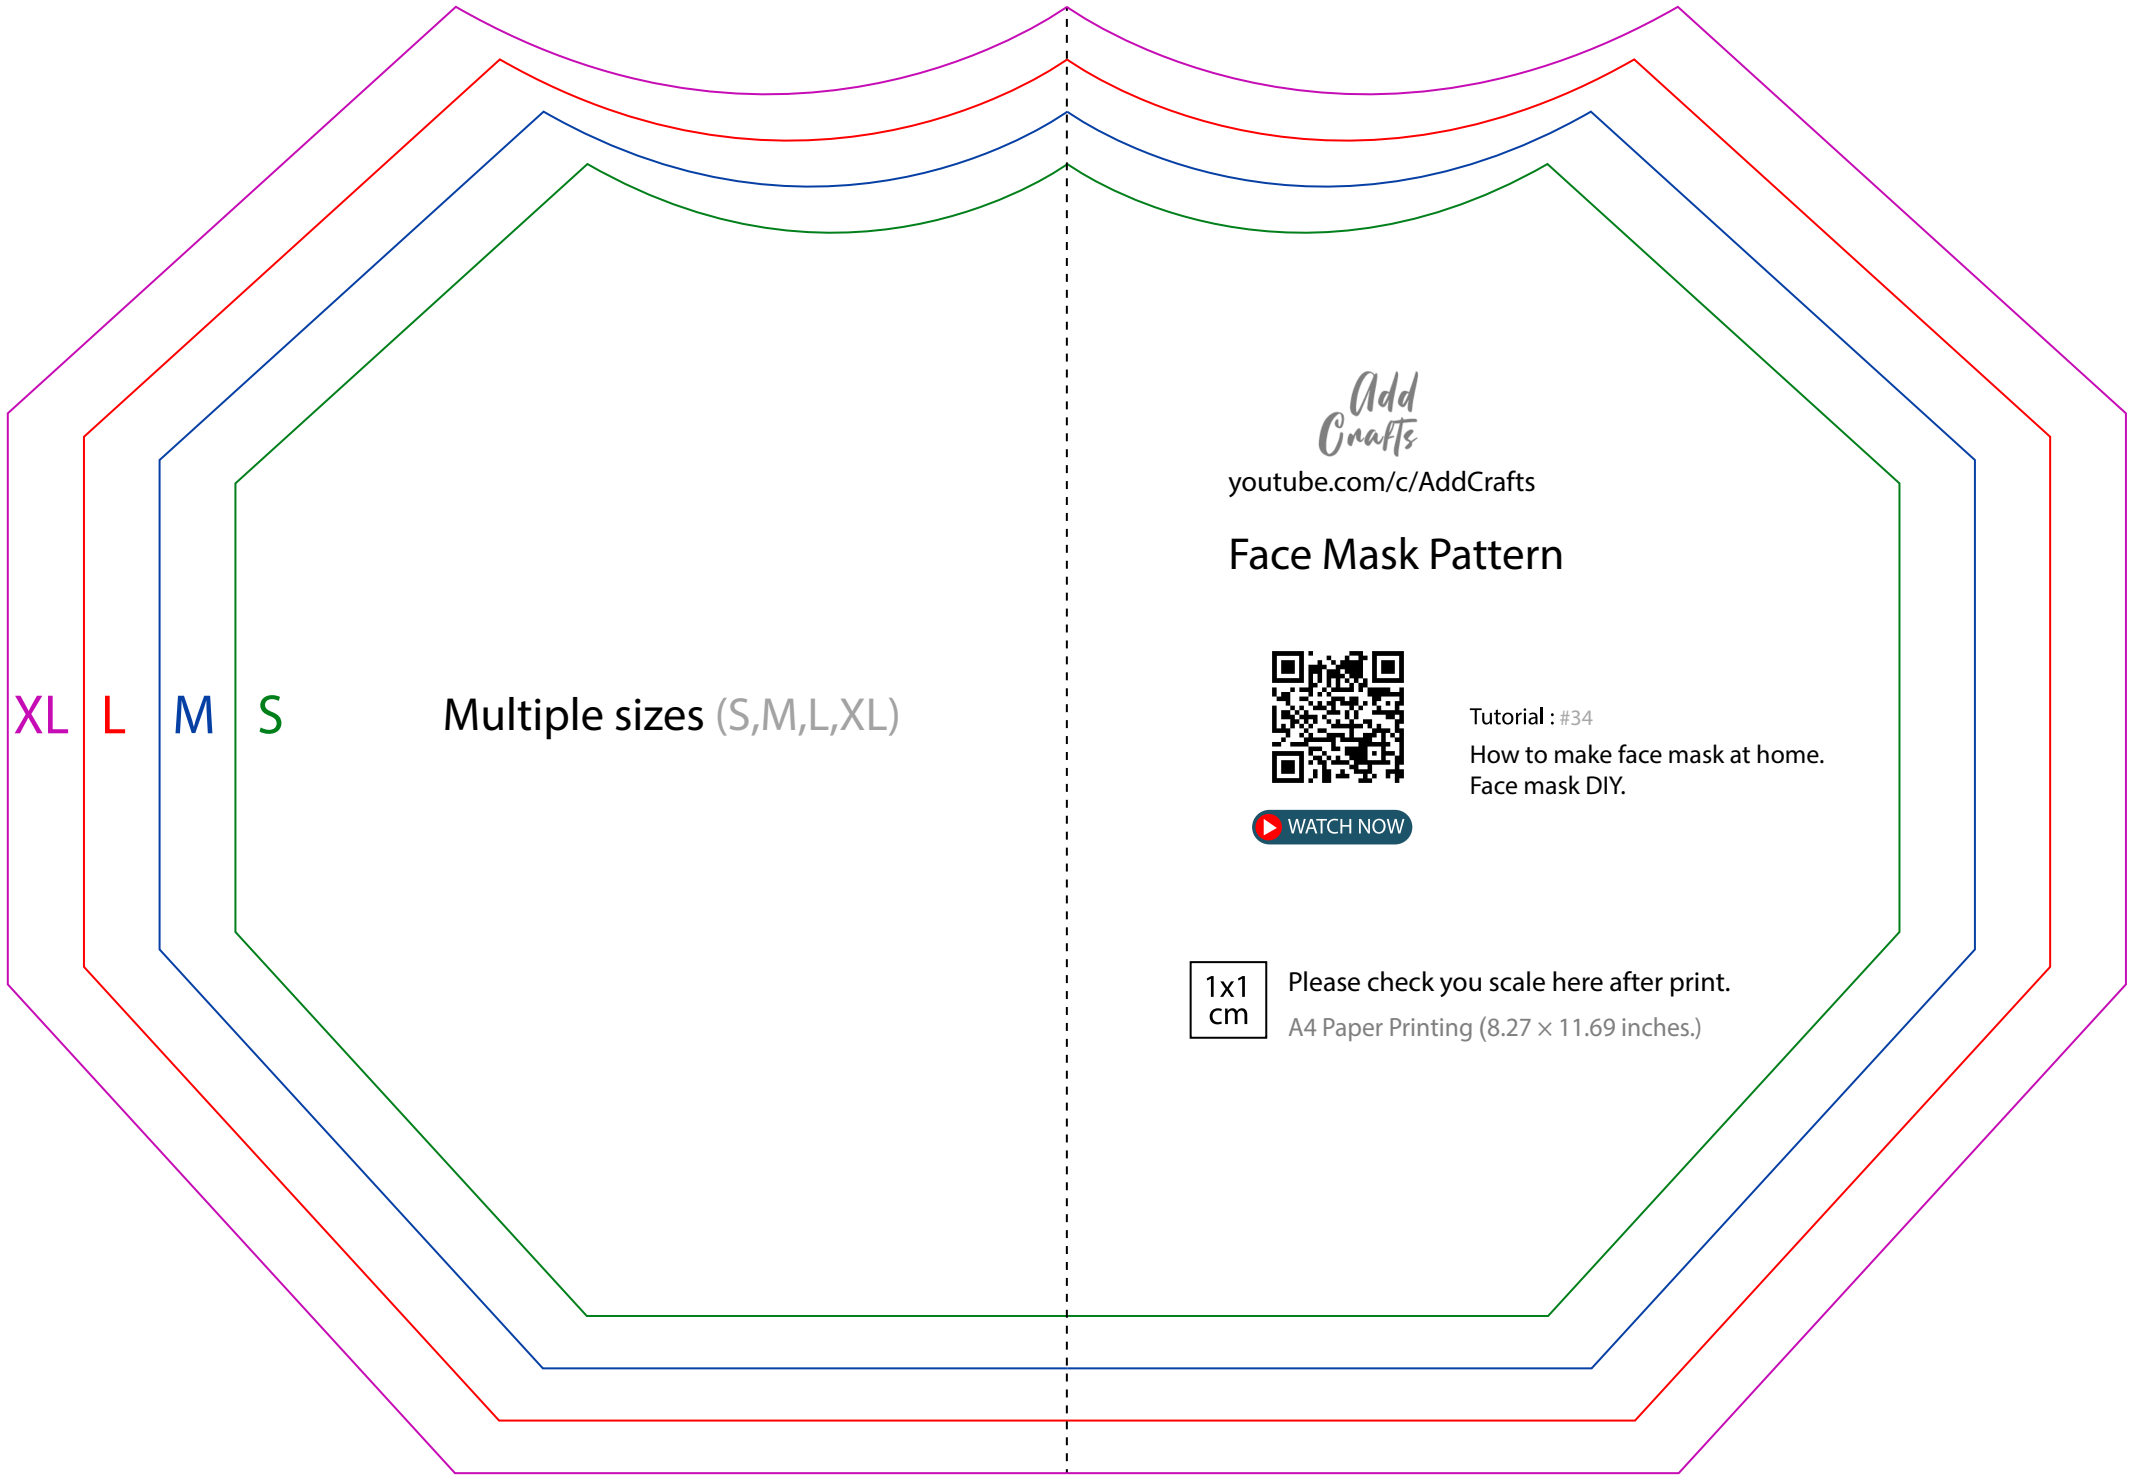 Add
Crafts
youtube.com/c/AddCrafts
Face Mask Pattern
XL L M S
Multiple sizes (S,M,L,XL)
Tutorial : #34
How to make face mask at home.
Face mask DIY.
WATCH NOW
1x1
cm
Please check you scale here after print.
A4 Paper Printing (8.27 × 11.69 inches.)